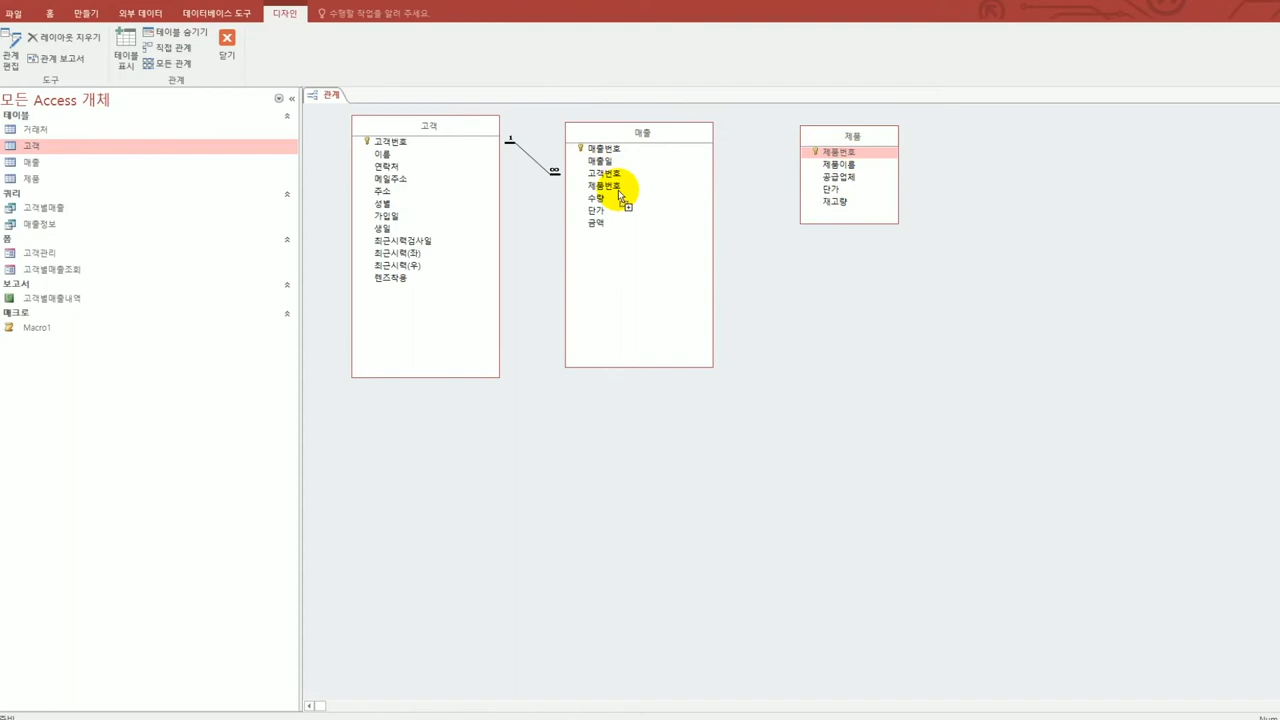 파일 홈 만들기 외부 데이터 데이터베이스 도구 디자인 수행할 작업을 알려 주세요.
관계 편집
레이아웃 지우기
관계 보고서
도구
테이블 표시
테이블 숨기기
직접 관계
모든 관계
관계
닫기
모든 Access 개체
테이블
거래처
고객
매출
제품
쿼리
고객별매출
매출정보
폼
고객관리
고객별매출조회
보고서
고객별매출내역
매크로
Macro1
관계
고객
고객번호
이름
연락처
메일주소
주소
성별
가입일
생일
최근시력검사일
최근시력(좌)
최근시력(우)
렌즈착용
1
∞
매출
매출번호
매출일
고객번호
제품번호
수량
단가
금액
제품
제품번호
제품이름
공급업체
단가
재고량